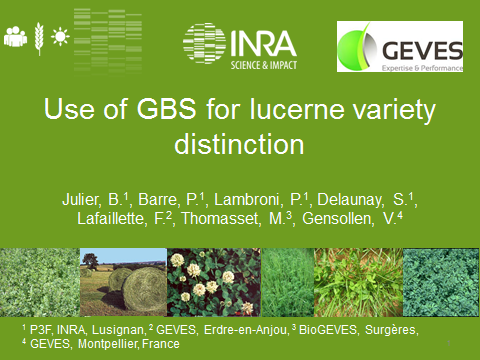 INRA
SCIENCE & IMPACT
GEVES
Expertise & Performance
Use of GBS for lucerne variety
distinction
Julier, B.¹, Barre, P.¹, Lambroni, P.¹, Delaunay, S.¹,
Lafaillette, F.², Thomasset, M.³, Gensollen, V.⁴
¹ P3F, INRA, Lusignan, ² GEVES, Erdre-en-Anjou, ³ BioGEVES, Surgères,
⁴ GEVES, Montpellier, France